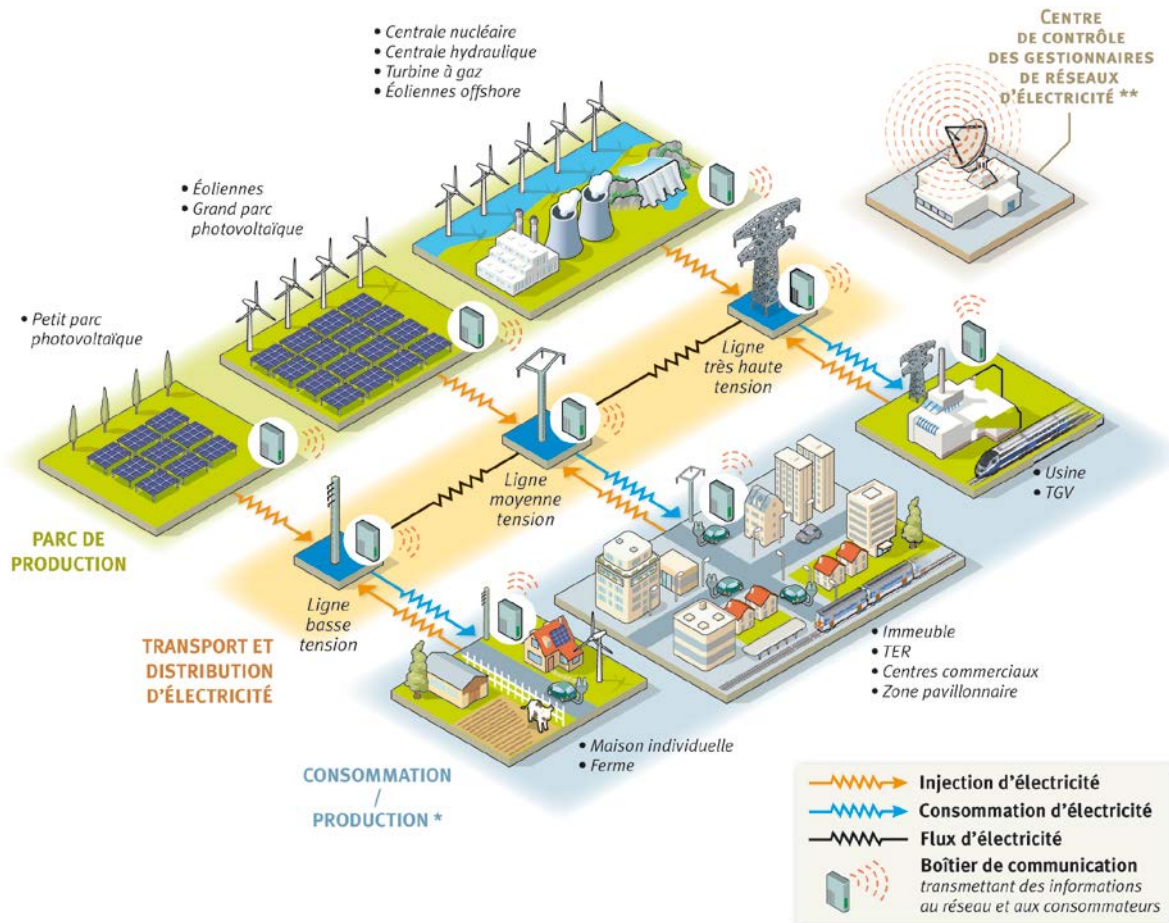 • Centrale nucléaire
• Centrale hydraulique
• Turbine à gaz
• Éoliennes offshore
CENTRE
DE CONTRÔLE
DES GESTIONNAIRES
DE RÉSEAUX
D'ÉLECTRICITÉ **
• Éoliennes
• Grand parc
photovoltaïque
• Petit parc
photovoltaïque
Ligne
très haute
tension
Ligne
moyenne
tension
Ligne
basse
tension
• Usine
• TGV
PARC DE
PRODUCTION
TRANSPORT ET
DISTRIBUTION
D'ÉLECTRICITÉ
• Immeuble
• TER
• Centres commerciaux
• Zone pavillonnaire
• Maison individuelle
• Ferme
CONSOMMATION
/
PRODUCTION *
Injection d'électricité
Consommation d'électricité
Flux d'électricité
Boîtier de communication
transmettant des informations
au réseau et aux consommateurs